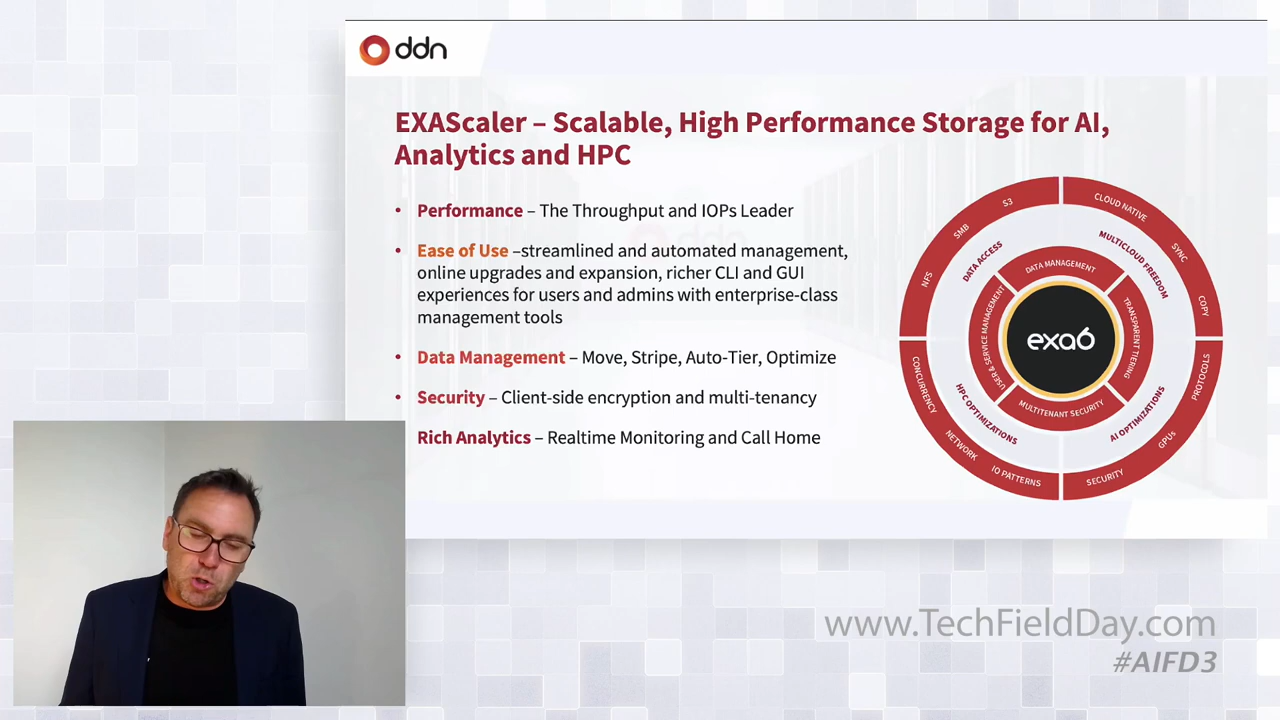 ddn
EXAScaler – Scalable, High Performance Storage for AI,
Analytics and HPC
• Performance – The Throughput and IOPs Leader
• Ease of Use –streamlined and automated management,
online upgrades and expansion, richer CLI and GUI
experiences for users and admins with enterprise-class
management tools
• Data Management – Move, Stripe, Auto-Tier, Optimize
• Security – Client-side encryption and multi-tenancy
Rich Analytics – Realtime Monitoring and Call Home
NFS
SMB
S3
CLOUD NATIVE
SYNC
COPY
PROTOCOLS
GPUs
SECURITY
IO PATTERNS
NETWORK
CONCURRENCY
DATA ACCESS
MULTICLOUD FREEDOM
AI OPTIMIZATIONS
HPC OPTIMIZATIONS
DATA MANAGEMENT
TRANSPARENT TIERING
MULTITENANT SECURITY
USER & SERVICE MANAGEMENT
exa6
www.TechFieldDay.com
#AIFD3